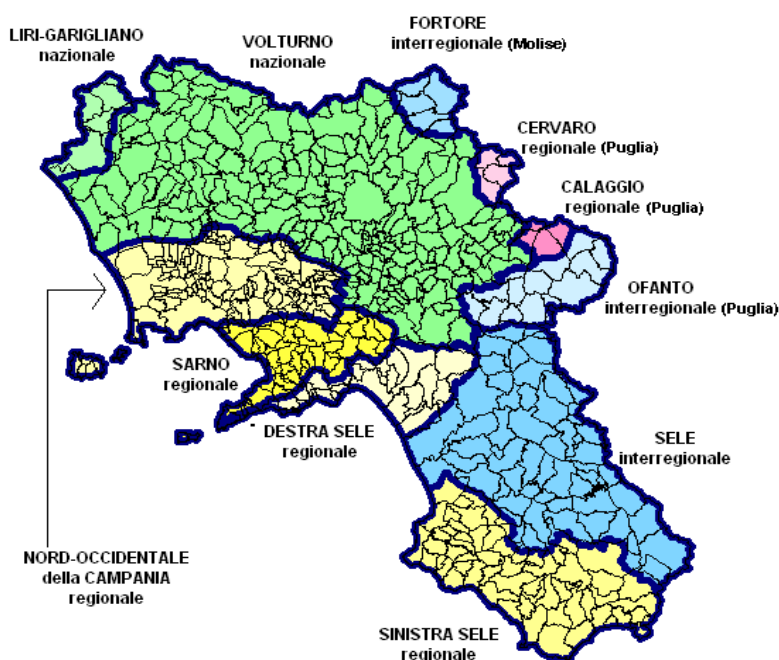 FORTORE
interregionale (Molise)
LIRI-GARIGLIANO
nazionale
VOLTURNO
nazionale
CERVARO
regionale (Puglia)
CALAGGIO
regionale (Puglia)
OFANTO
interregionale (Puglia)
SARNO
regionale
DESTRA SELE
regionale
SELE
interregionale
NORD-OCCIDENTALE
della CAMPANIA
regionale
SINISTRA SELE
regionale